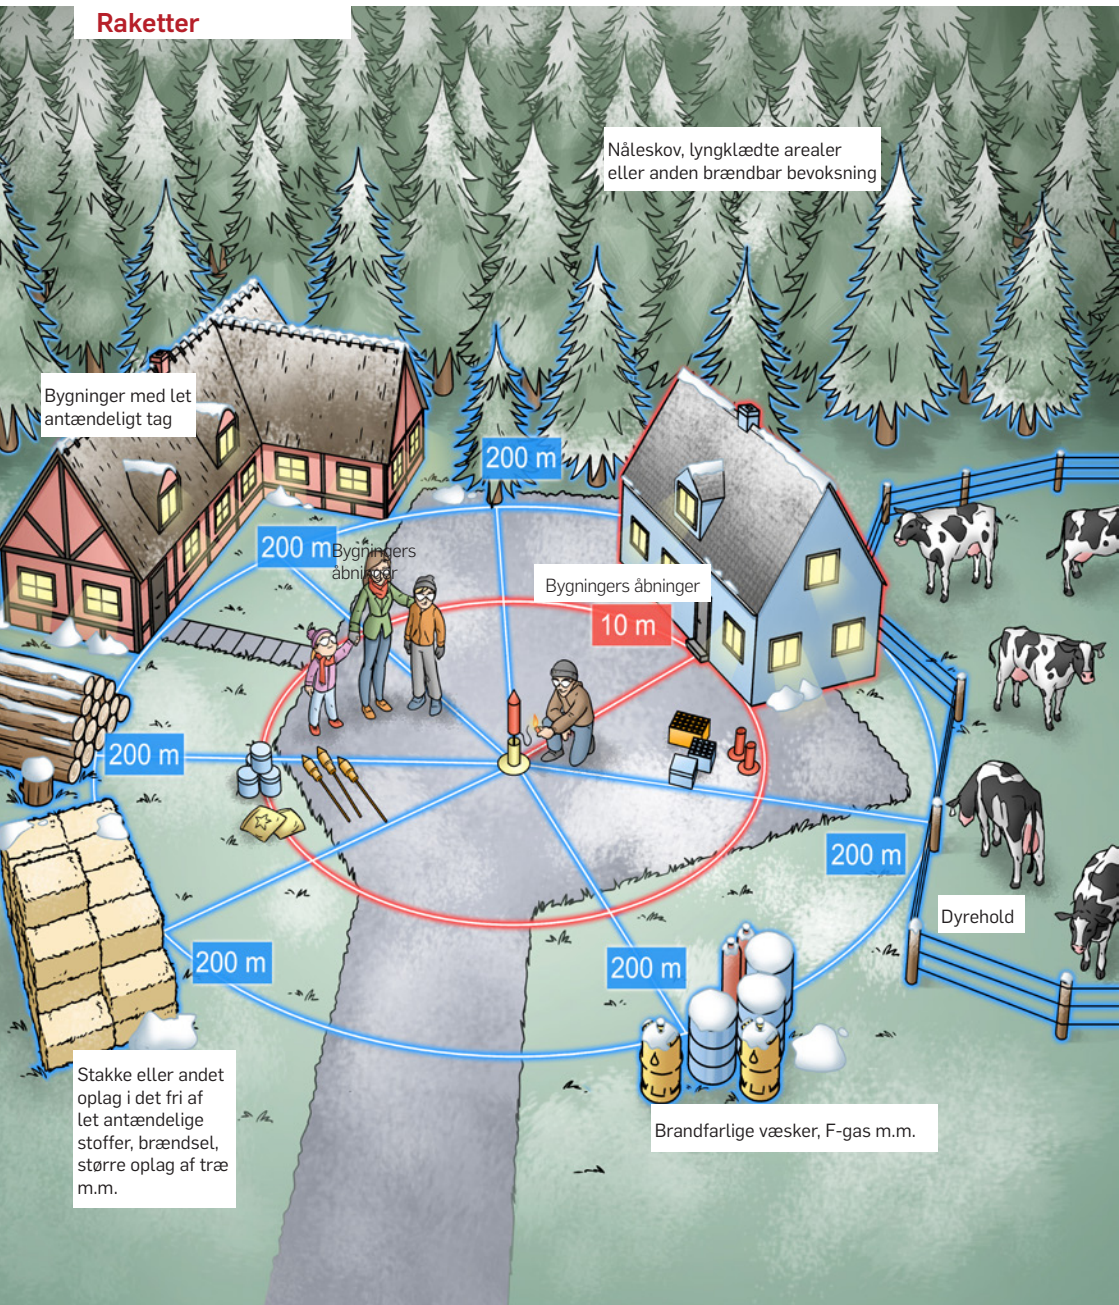 Raketter
Nåleskov, lyngklædte arealer
eller anden brændbar bevoksning
Bygninger med let
antændeligt tag
200 m
200 m
Bygningers
åbninger
Bygningers åbninger
10 m
200 m
200 m
Dyrehold
200 m
200 m
Stakke eller andet
oplag i det fri af
let antændelige
stoffer, brændsel,
større oplag af træ
m.m.
Brandfarlige væsker, F-gas m.m.